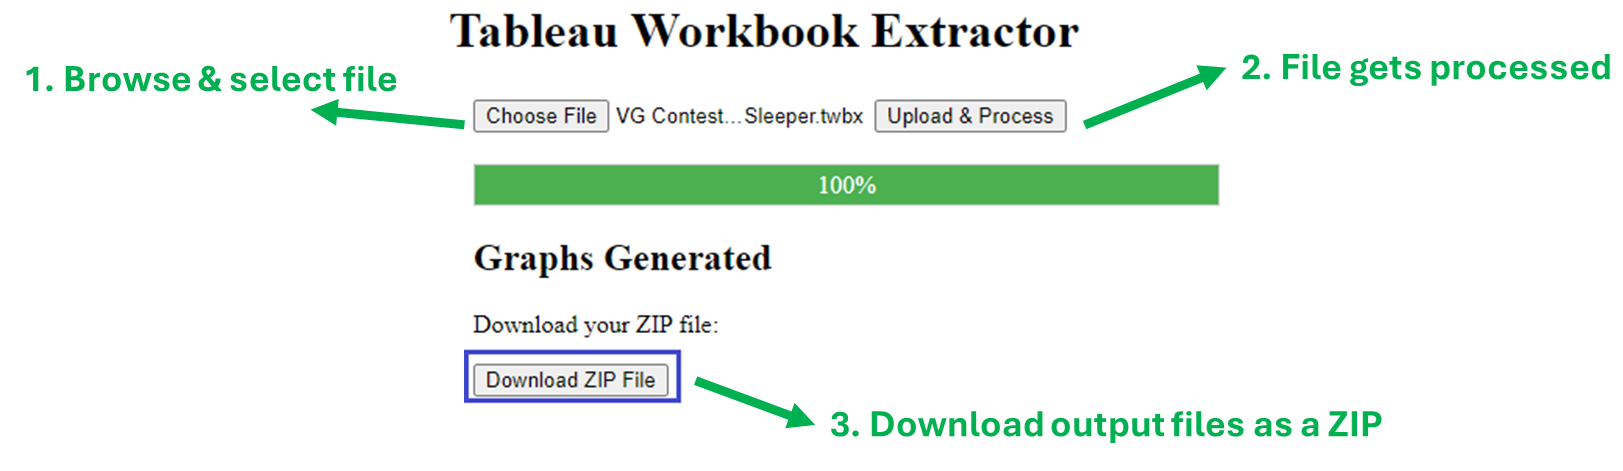 Tableau Workbook Extractor
1. Browse & select file
2. File gets processed
Choose File VG Contest...Sleeper.twbx Upload & Process
100%
Graphs Generated
Download your ZIP file:
Download ZIP File
3. Download output files as a ZIP